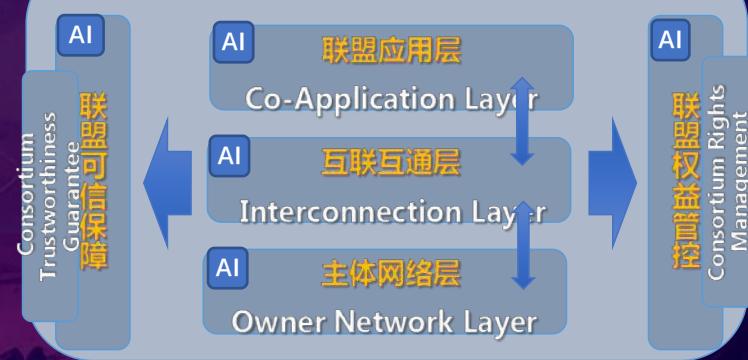 AI
联盟可信保障
Consortium
Trustworthiness
Guarantee
AI
联盟应用层
Co-Application Layer
AI
互联互通层
Interconnection Layer
AI
主体网络层
Owner Network Layer
AI
联盟权益管控
Consortium Rights
Management